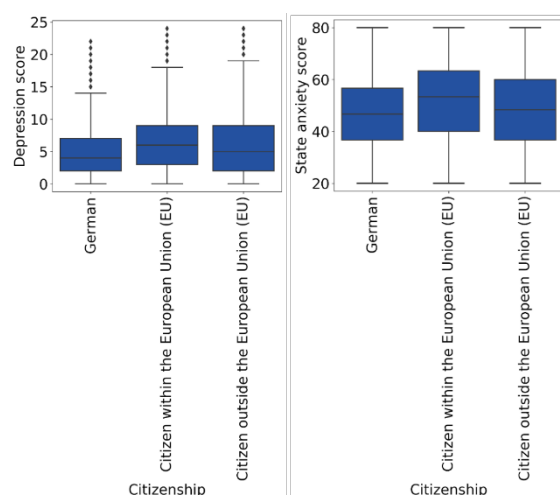 Depression score
25
20
15
10
5
0
German
Citizen within the European Union (EU)
Citizen outside the European Union (EU)
Citizenship
State anxiety score
80
60
40
20
German
Citizen within the European Union (EU)
Citizen outside the European Union (EU)
Citizenship